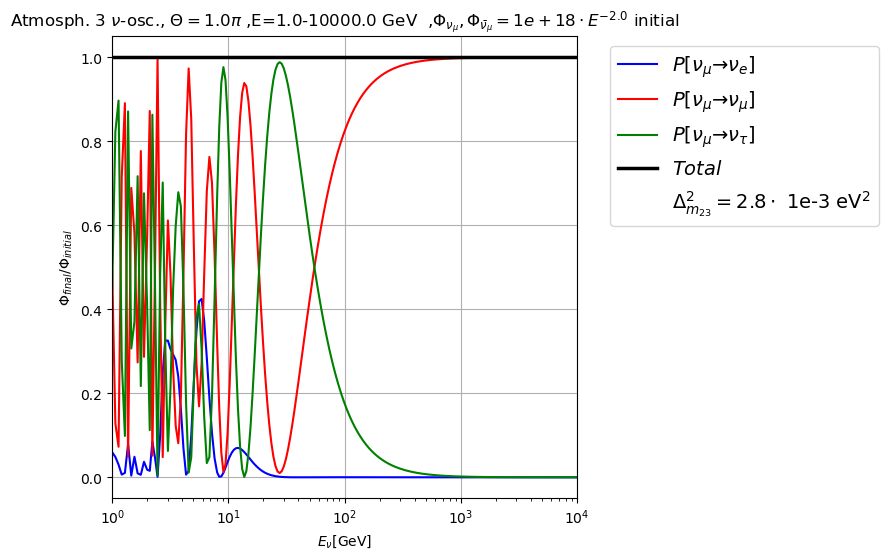 Atmosph. 3 ν-osc., Θ = 1.0π ,E=1.0-10000.0 GeV ,Φ_{ν_μ}, Φ_{ν̄_μ} = 1e + 18 · E^{-2.0} initial
P[ν_μ→ν_e]
P[ν_μ→ν_μ]
P[ν_μ→ν_τ]
Total
Δ^2_{m_{23}} = 2.8 · 1e-3 eV^2
Φ_{final}/Φ_{initial}
1.0
0.8
0.6
0.4
0.2
0.0
10^0 10^1 10^2 10^3 10^4
E_ν[GeV]